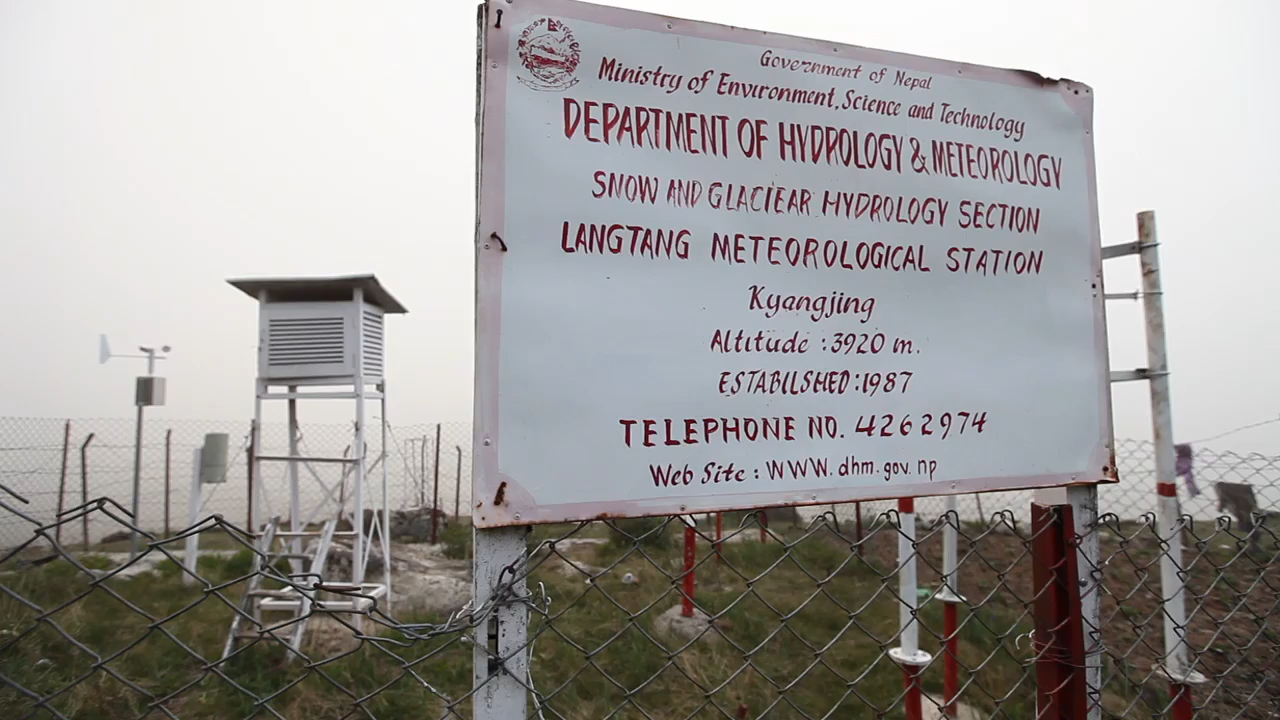 Government of Nepal
Ministry of Environment, Science and Technology
DEPARTMENT OF HYDROLOGY & METEOROLOGY
SNOW AND GLACIEAR HYDROLOGY SECTION
LANGTANG METEOROLOGICAL STATION
Kyangjing
Altitude : 3920 m.
ESTABILSHED : 1987
TELEPHONE NO. 4262974
Web Site : WWW.dhm.gov.np